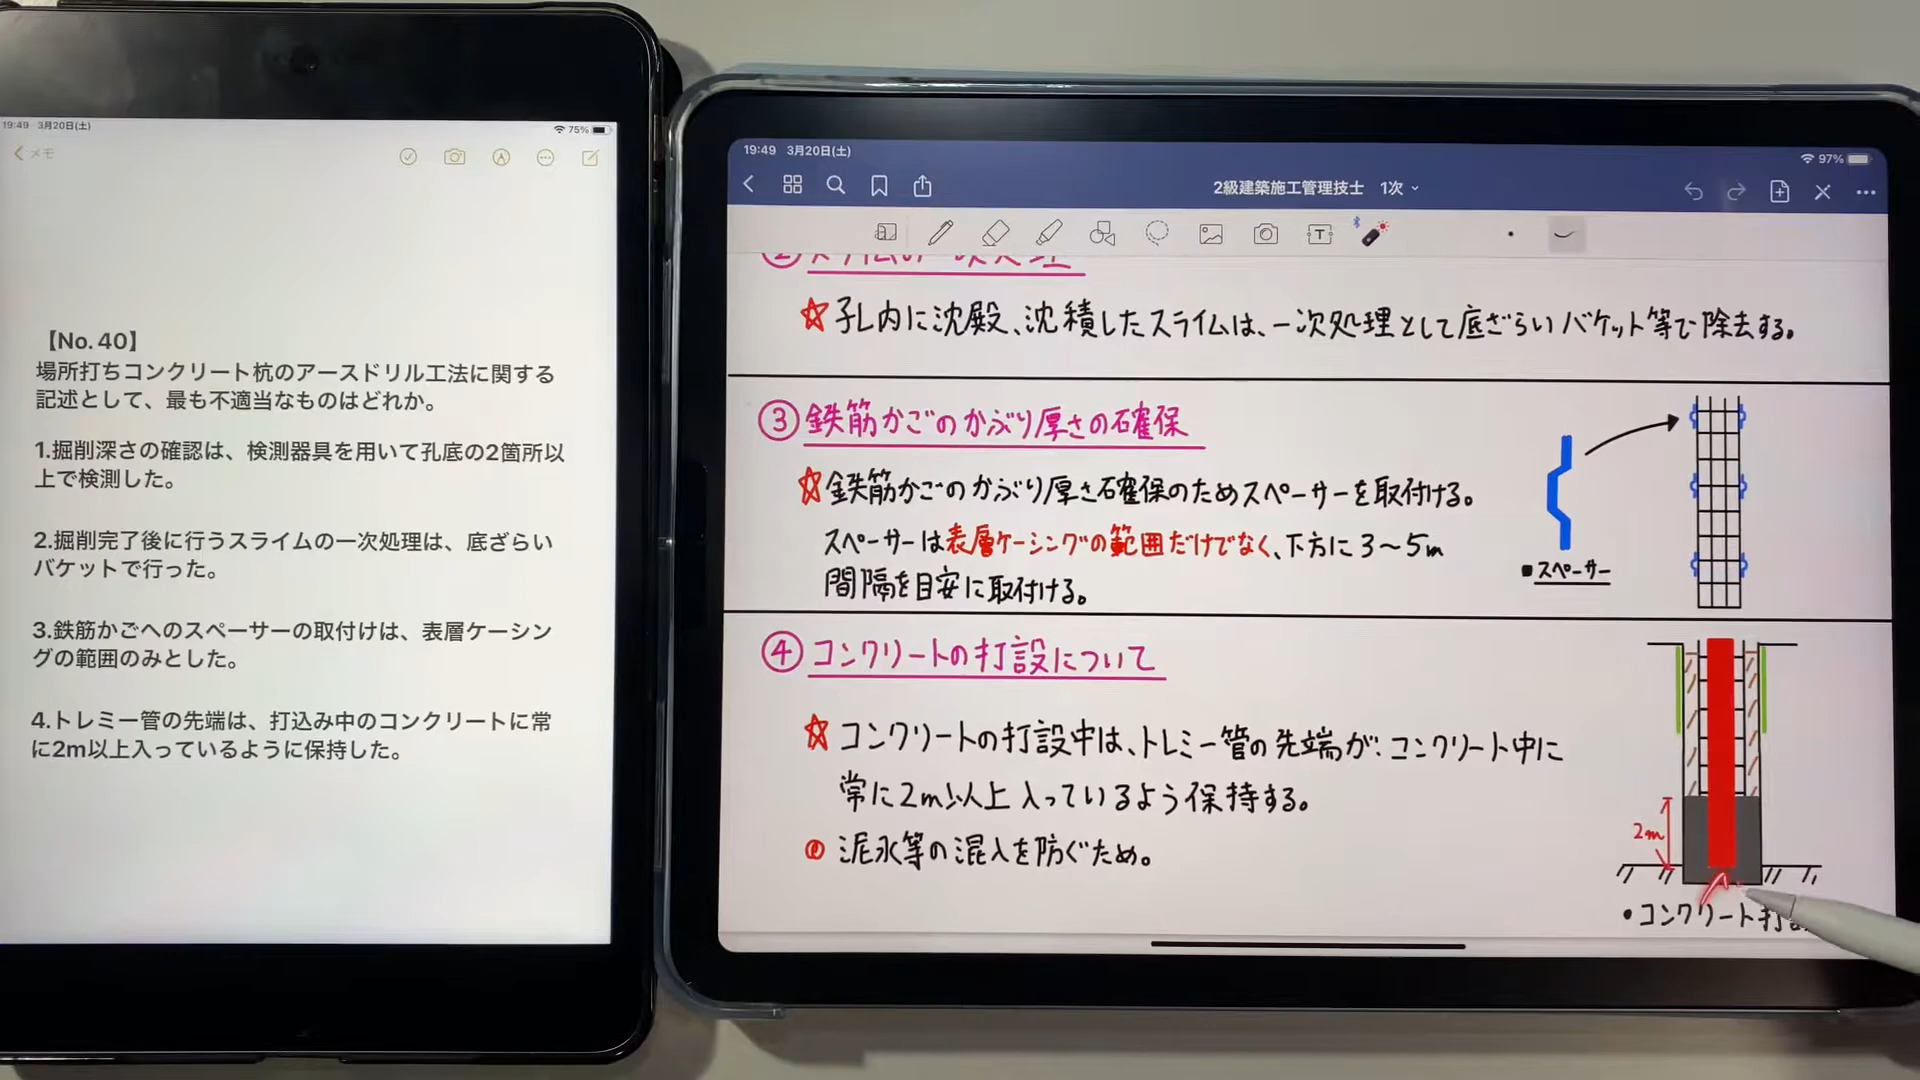 19:49 3月20日(土)
75%
メモ
【No. 40】
場所打ちコンクリート杭のアースドリル工法に関する
記述として、最も不適当なものはどれか。
1.掘削深さの確認は、検測器具を用いて孔底の2箇所以
上で検測した。
2.掘削完了後に行うスライムの一次処理は、底ざらい
バケットで行った。
3.鉄筋かごへのスペーサーの取付けは、表層ケーシン
グの範囲のみとした。
4.トレミー管の先端は、打込み中のコンクリートに常
に2m以上入っているように保持した。
19:49 3月20日(土)
97%
2級建築施工管理技士 1次
☆孔内に沈殿、沈積したスライムは、一次処理として底ざらいバケット等で除去する。
③ 鉄筋かごのかぶり厚さの確保
☆鉄筋かごのかぶり厚さ確保のためスペーサーを取付ける。
スペーサーは表層ケーシングの範囲だけでなく、下方に3〜5m
間隔を目安に取付ける。
■スペーサー
④ コンクリートの打設について
☆コンクリートの打設中は、トレミー管の先端が、コンクリート中に
常に2m以上入っているよう保持する。
泥水等の混入を防ぐため。
2m
•コンクリート打